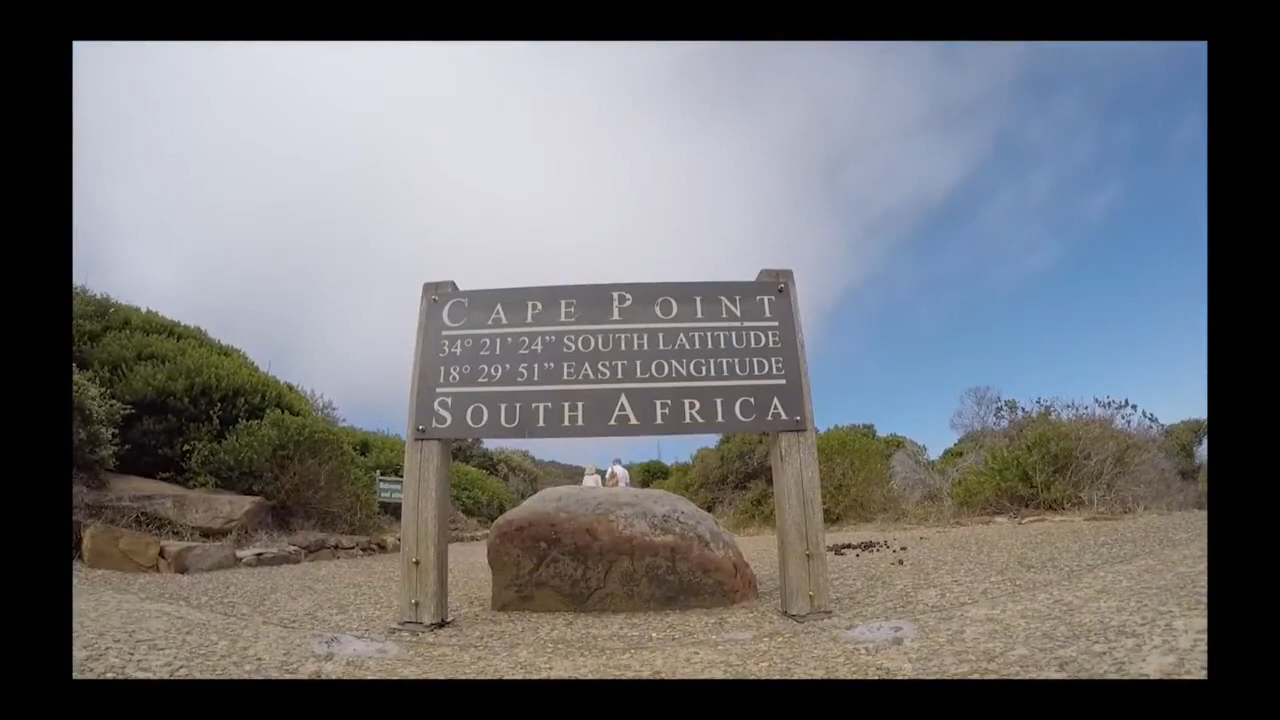 CAPE POINT
34° 21' 24" SOUTH LATITUDE
18° 29' 51" EAST LONGITUDE
SOUTH AFRICA